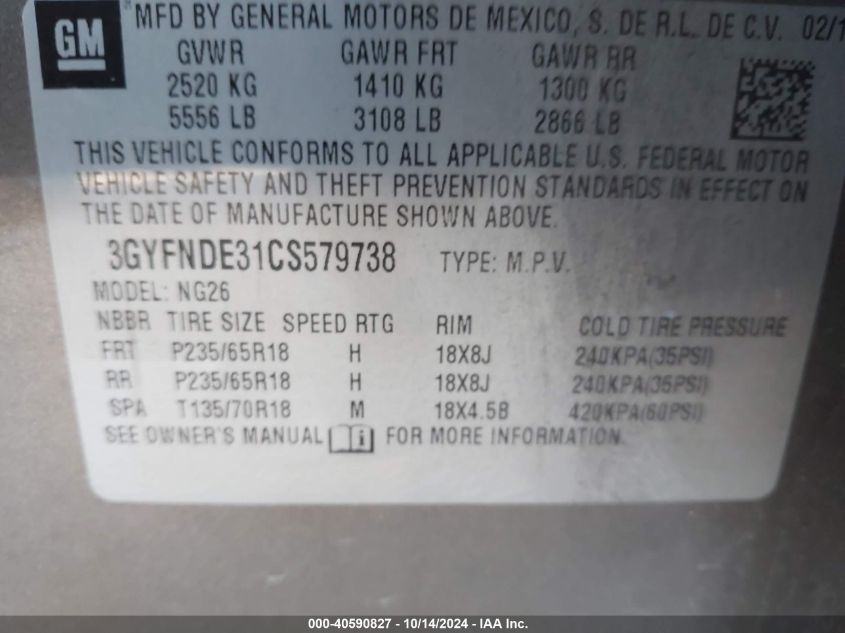 GM
MFD BY GENERAL MOTORS DE MEXICO, S. DE R.L. DE C.V. 02/1
GVWR GAWR FRT GAWR RR
2520 KG 1410 KG 1300 KG
5556 LB 3108 LB 2866 LB
THIS VEHICLE CONFORMS TO ALL APPLICABLE U.S. FEDERAL MOTOR
VEHICLE SAFETY AND THEFT PREVENTION STANDARDS IN EFFECT ON
THE DATE OF MANUFACTURE SHOWN ABOVE.
3GYFNDE31CS579738 TYPE: M.P.V.
MODEL: NG26
NBBR TIRE SIZE SPEED RTG RIM COLD TIRE PRESSURE
FRT P235/65R18 H 18X8J 240KPA(35PSI)
RR P235/65R18 H 18X8J 240KPA(35PSI)
SPA T135/70R18 M 18X4.5B 420KPA(60PSI)
SEE OWNER'S MANUAL i FOR MORE INFORMATION.
000-40590827 - 10/14/2024 - IAA Inc.